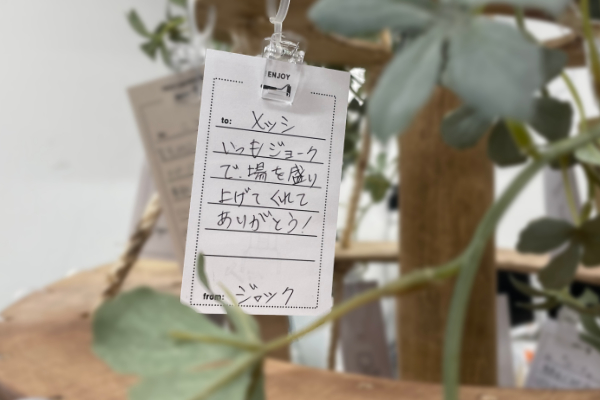 ENJOY
to: メッシ
いつもジョーク
で、場を盛り
上げてくれて
ありがとう!
from: ジャック